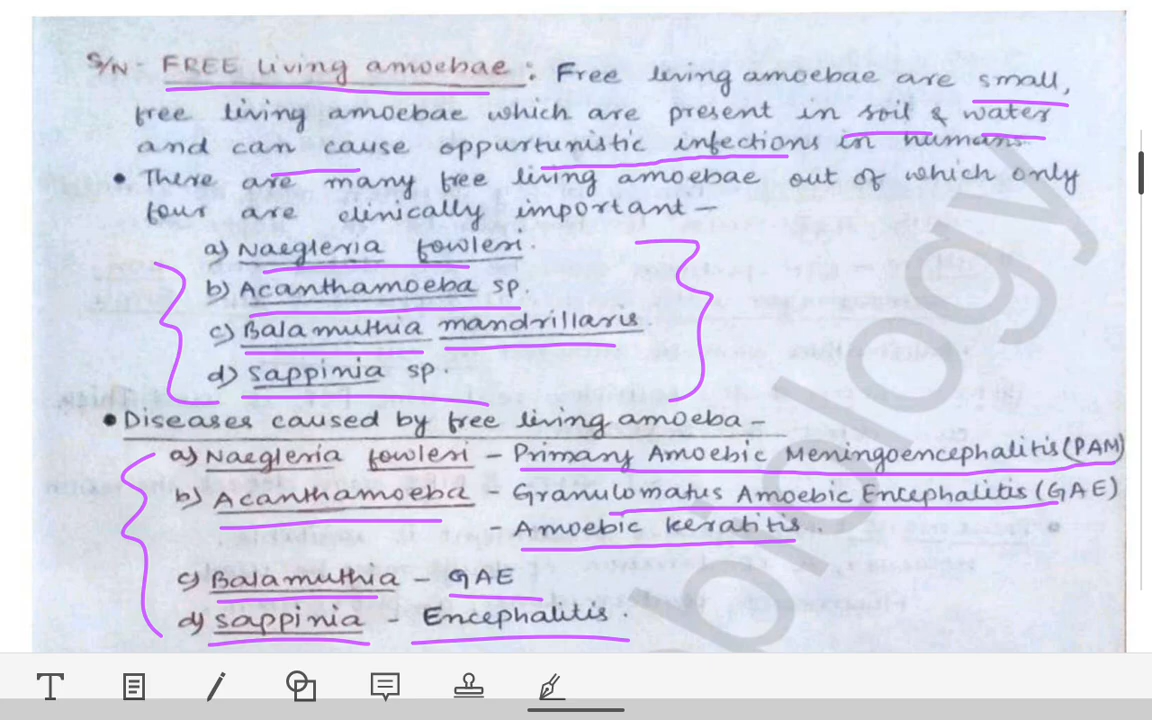 S/N- FREE Living amoebae : Free living amoebae are small,
free living amoebae which are present in soil & water
and can cause oppurtunistic infections in humans.
• There are many free living amoebae out of which only
four are clinically important -
a) Naegleria fowleri.
b) Acanthamoeba sp.
c) Balamuthia mandrillaris.
d) Sappinia sp.
• Diseases caused by free living amoeba -
a) Naegleria fowleri - Primary Amoebic Meningoencephalitis (PAM)
b) Acanthamoeba - Granulomatus Amoebic Encephalitis (GAE)
- Amoebic keratitis.
c) Balamuthia - GAE
d) Sappinia - Encephalitis.